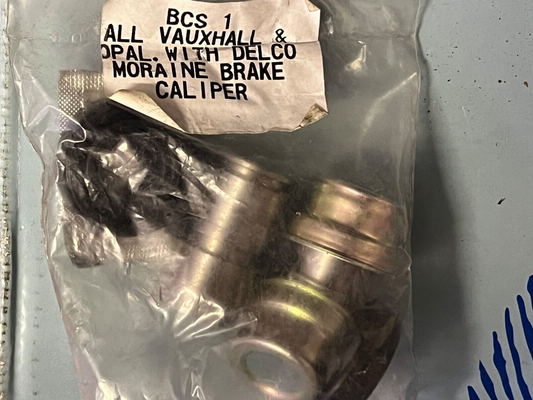 BCS 1
ALL VAUXHALL &
OPAL. WITH DELCO
MORAINE BRAKE
CALIPER